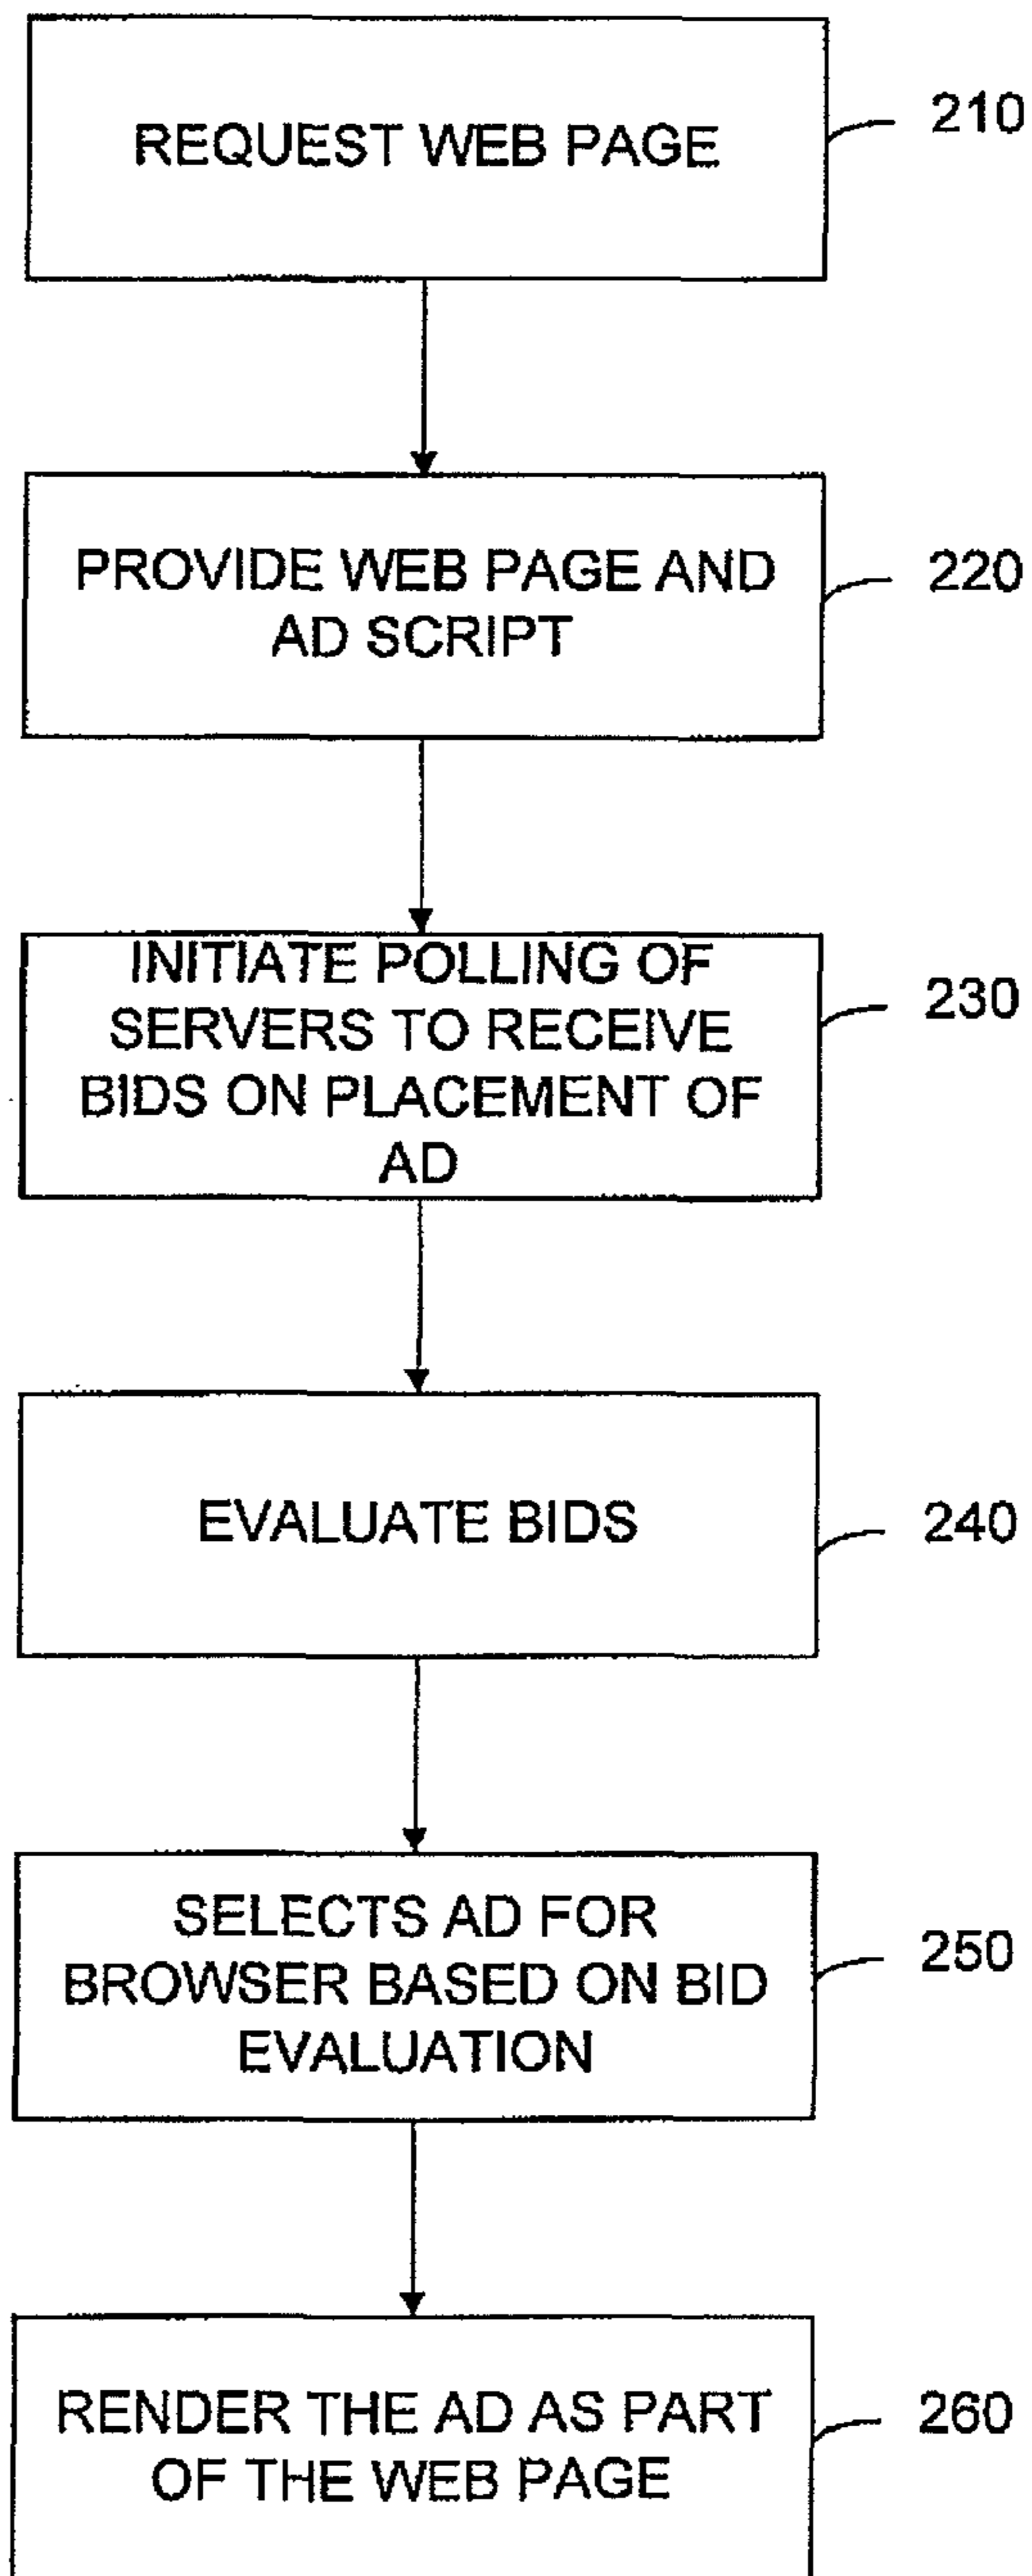 REQUEST WEB PAGE
210
PROVIDE WEB PAGE AND
AD SCRIPT
220
INITIATE POLLING OF
SERVERS TO RECEIVE
BIDS ON PLACEMENT OF
AD
230
EVALUATE BIDS
240
SELECTS AD FOR
BROWSER BASED ON BID
EVALUATION
250
RENDER THE AD AS PART
OF THE WEB PAGE
260